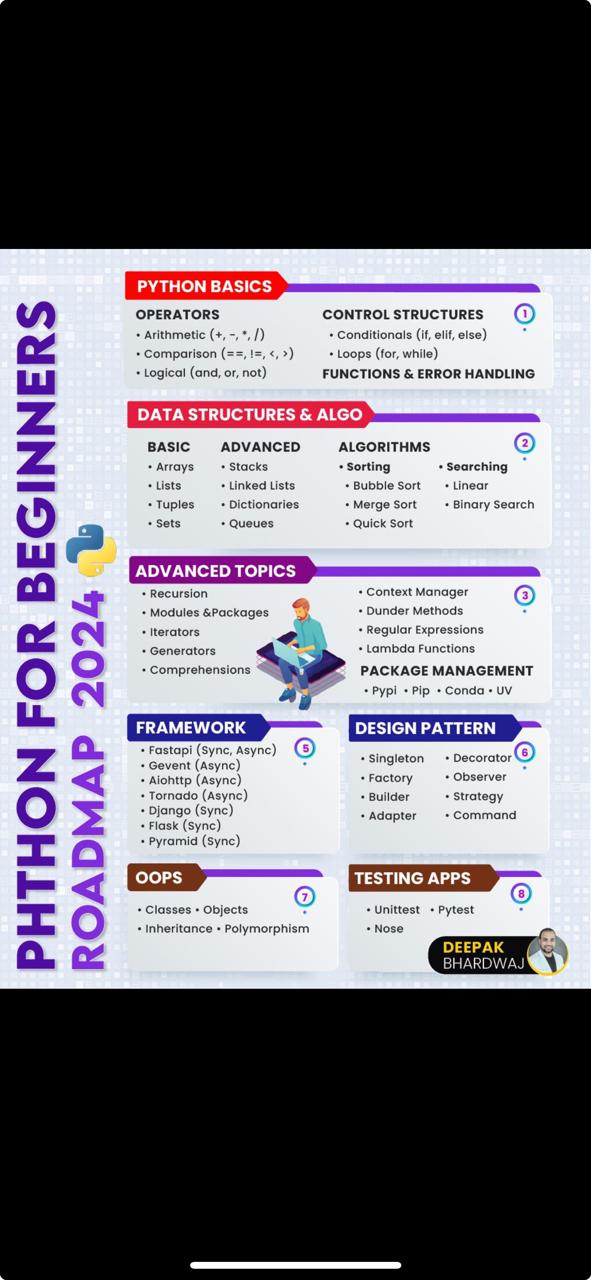 PHTHON FOR BEGINNERS
ROADMAP 2024
PYTHON BASICS
1
OPERATORS
• Arithmetic (+, -, *, /)
• Comparison (==, !=, <, >)
• Logical (and, or, not)
CONTROL STRUCTURES
• Conditionals (if, elif, else)
• Loops (for, while)
FUNCTIONS & ERROR HANDLING
DATA STRUCTURES & ALGO
2
BASIC
• Arrays
• Lists
• Tuples
• Sets
ADVANCED
• Stacks
• Linked Lists
• Dictionaries
• Queues
ALGORITHMS
• Sorting
• Bubble Sort
• Merge Sort
• Quick Sort
• Searching
• Linear
• Binary Search
ADVANCED TOPICS
3
• Recursion
• Modules &Packages
• Iterators
• Generators
• Comprehensions
• Context Manager
• Dunder Methods
• Regular Expressions
• Lambda Functions
PACKAGE MANAGEMENT
• Pypi • Pip • Conda • UV
FRAMEWORK
5
• Fastapi (Sync, Async)
• Gevent (Async)
• Aiohttp (Async)
• Tornado (Async)
• Django (Sync)
• Flask (Sync)
• Pyramid (Sync)
DESIGN PATTERN
6
• Singleton
• Factory
• Builder
• Adapter
• Decorator
• Observer
• Strategy
• Command
OOPS
7
• Classes • Objects
• Inheritance • Polymorphism
TESTING APPS
8
• Unittest • Pytest
• Nose
DEEPAK
BHARDWAJ